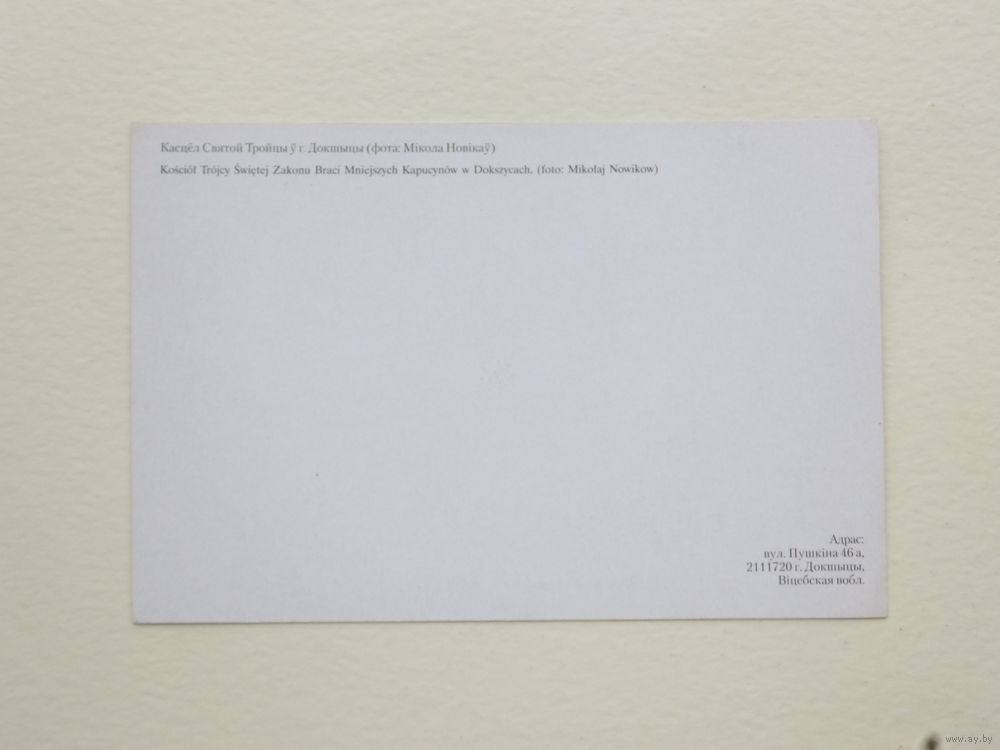 Касцёл Святой Тройцы ў г. Докшыцы (фота: Мікола Новікаў)
Kościół Trójcy Świętej Zakonu Braci Mniejszych Kapucynów w Dokszycach, (foto: Mikołaj Nowikow)
Адрас:
вул. Пушкіна 46 а,
2111720 г. Докшыцы,
Віцебская вобл.
www.ay.by